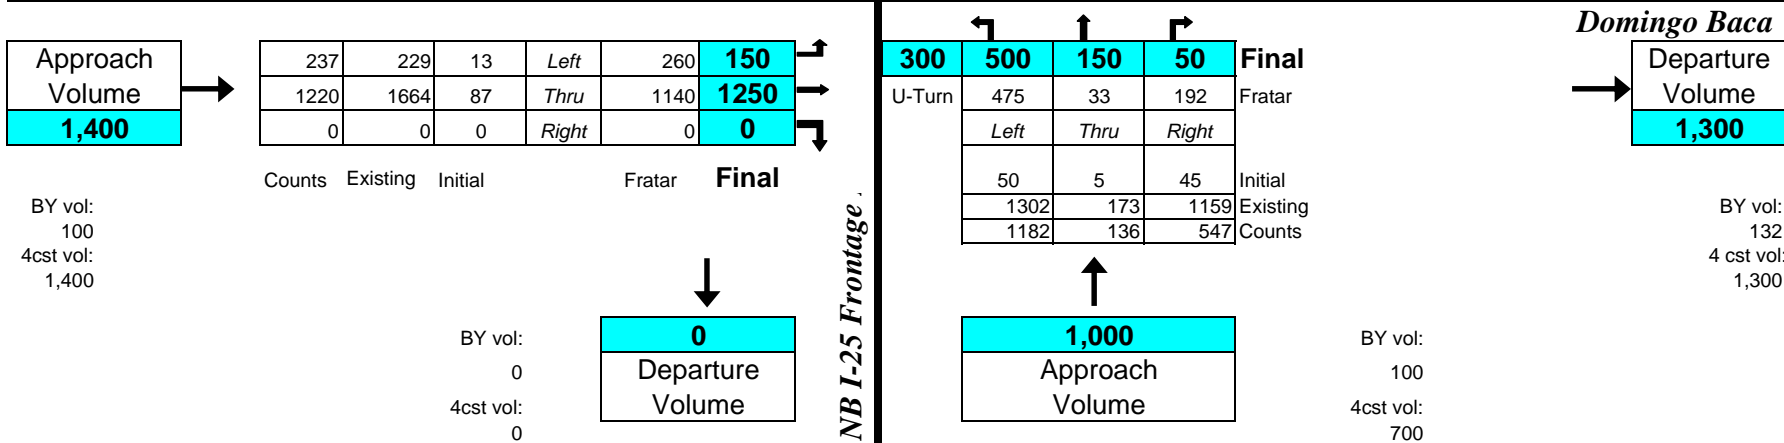 Domingo Baca
Approach
Volume
1,400
237 229 13 Left 260 150
1220 1664 87 Thru 1140 1250
0 0 0 Right 0 0
Counts Existing Initial Fratar Final
BY vol:
100
4cst vol:
1,400
BY vol:
0
4cst vol:
0
0
Departure
Volume
NB I-25 Frontage
300 500 150 50 Final
U-Turn 475 33 192 Fratar
Left Thru Right
50 5 45 Initial
1302 173 1159 Existing
1182 136 547 Counts
1,000
Approach
Volume
BY vol:
100
4cst vol:
700
Departure
Volume
1,300
BY vol:
132
4 cst vol:
1,300